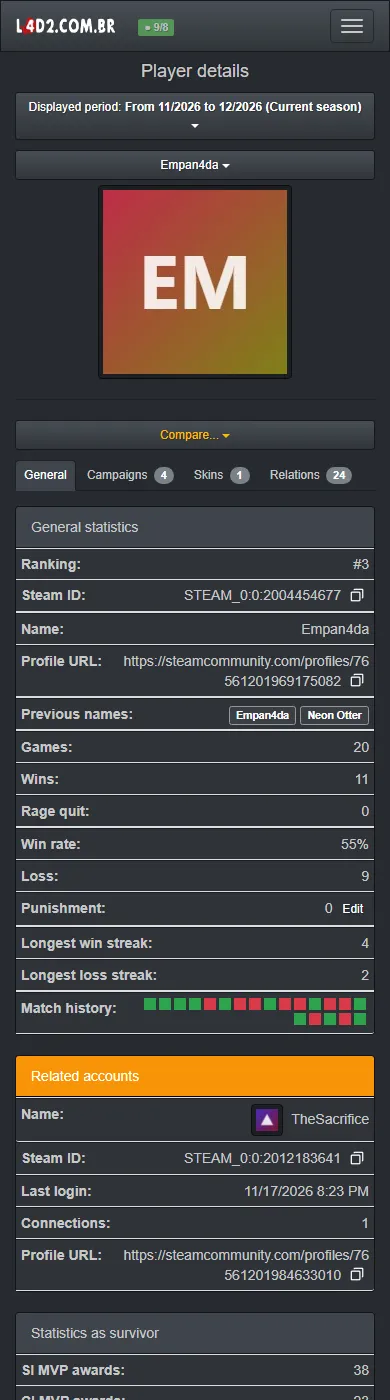 L4D2.COM.BR
● 9/8
Player details
Displayed period: From 11/2026 to 12/2026 (Current season)
Empan4da
EM
Compare...
General Campaigns 4 Skins 1 Relations 24
General statistics
Ranking: #3
Steam ID: STEAM_0:0:2004454677
Name: Empan4da
Profile URL: https://steamcommunity.com/profiles/76
561201969175082
Previous names: Empan4da Neon Otter
Games: 20
Wins: 11
Rage quit: 0
Win rate: 55%
Loss: 9
Punishment: 0 Edit
Longest win streak: 4
Longest loss streak: 2
Match history:
Related accounts
Name: TheSacrifice
Steam ID: STEAM_0:0:2012183641
Last login: 11/17/2026 8:23 PM
Connections: 1
Profile URL: https://steamcommunity.com/profiles/76
561201984633010
Statistics as survivor
SI MVP awards: 38